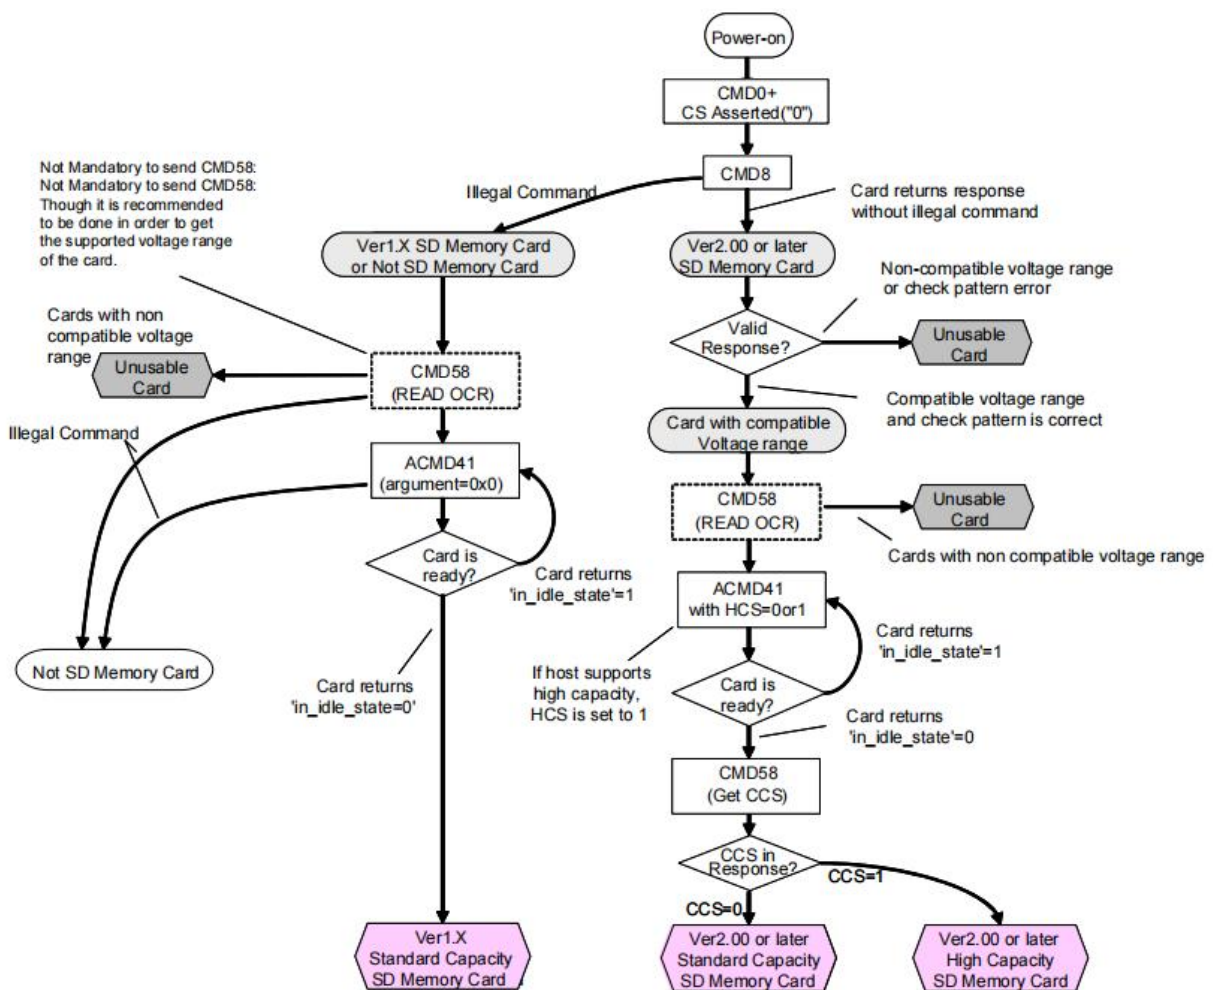 Power-on
CMD0+
CS Asserted("0")
Not Mandatory to send CMD58:
Not Mandatory to send CMD58:
Though it is recommended
to be done in order to get
the supported voltage range
of the card.
CMD8
Illegal Command
Card returns response
without illegal command
Ver1.X SD Memory Card
or Not SD Memory Card
Ver2.00 or later
SD Memory Card
Non-compatible voltage range
or check pattern error
Cards with non
compatible voltage
range
Unusable
Card
CMD58
(READ OCR)
Valid
Response?
Unusable
Card
Compatible voltage range
and check pattern is correct
Card with compatible
Voltage range
Illegal Command
ACMD41
(argument=0x0)
CMD58
(READ OCR)
Unusable
Card
Cards with non compatible voltage range
Card is
ready?
Card returns
'in_idle_state'=1
ACMD41
with HCS=0or1
Card returns
'in_idle_state'=1
Not SD Memory Card
Card returns
'in_idle_state=0'
If host supports
high capacity,
HCS is set to 1
Card is
ready?
Card returns
'in_idle_state'=0
CMD58
(Get CCS)
CCS in
Response?
CCS=1
CCS=0
Ver1.X
Standard Capacity
SD Memory Card
Ver2.00 or later
Standard Capacity
SD Memory Card
Ver2.00 or later
High Capacity
SD Memory Card